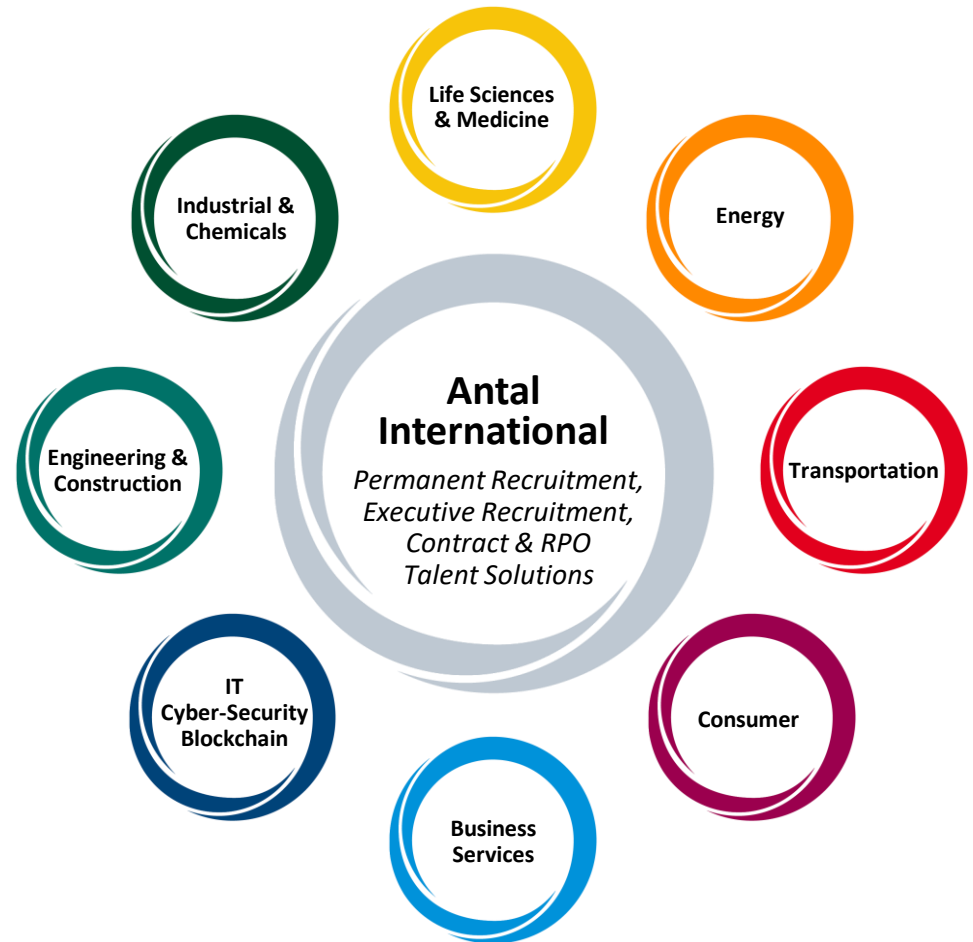 Life Sciences
& Medicine
Industrial &
Chemicals
Energy
Antal
International
Permanent Recruitment,
Executive Recruitment,
Contract & RPO
Talent Solutions
Engineering &
Construction
Transportation
IT
Cyber-Security
Blockchain
Consumer
Business
Services